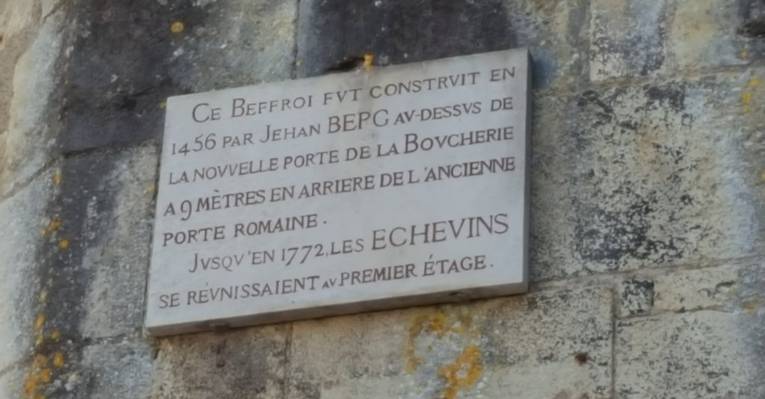 CE BEFFROI FVT CONSTRVIT EN
1456 PAR JEHAN BEPG AV-DESSVS DE
LA NOVVELLE PORTE DE LA BOVCHERIE
A 9 MÈTRES EN ARRIERE DE L'ANCIENNE
PORTE ROMAINE.
JVSQV'EN 1772, LES ECHEVINS
SE RÉVNISSAIENT AV PREMIER ÉTAGE.